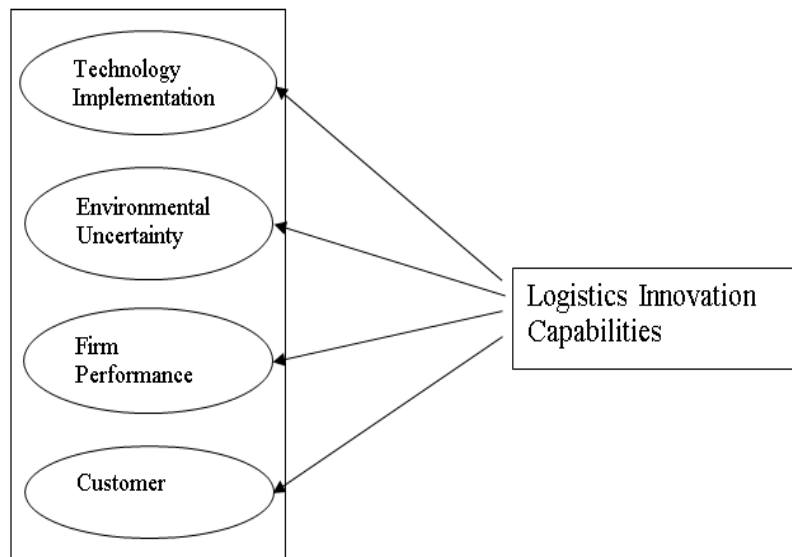 Technology
Implementation
Environmental
Uncertainty
Firm
Performance
Customer
Logistics Innovation
Capabilities